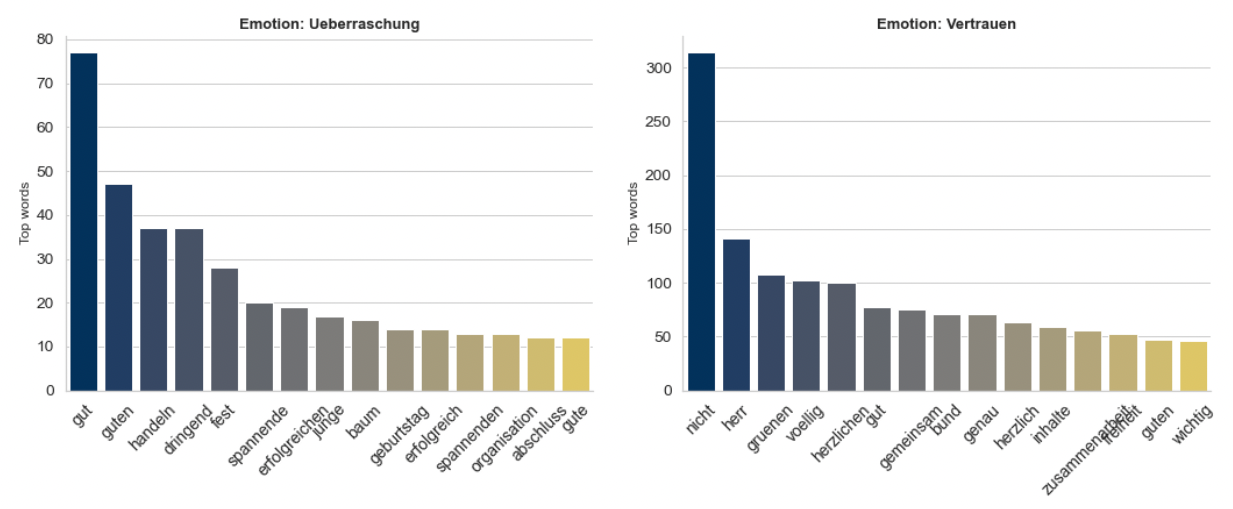 Emotion: Ueberraschung
Top words
80
70
60
50
40
30
20
10
0
gut
guten
handeln
dringend
fest
spannende
erfolgreichen
junge
baum
geburtstag
erfolgreich
spannenden
organisation
abschluss
gute
Emotion: Vertrauen
Top words
300
250
200
150
100
50
0
nicht
herr
gruenen
voellig
herzlichen
gut
gemeinsam
bund
genau
herzlich
inhalte
zusammenarbeit
guten
wichtig